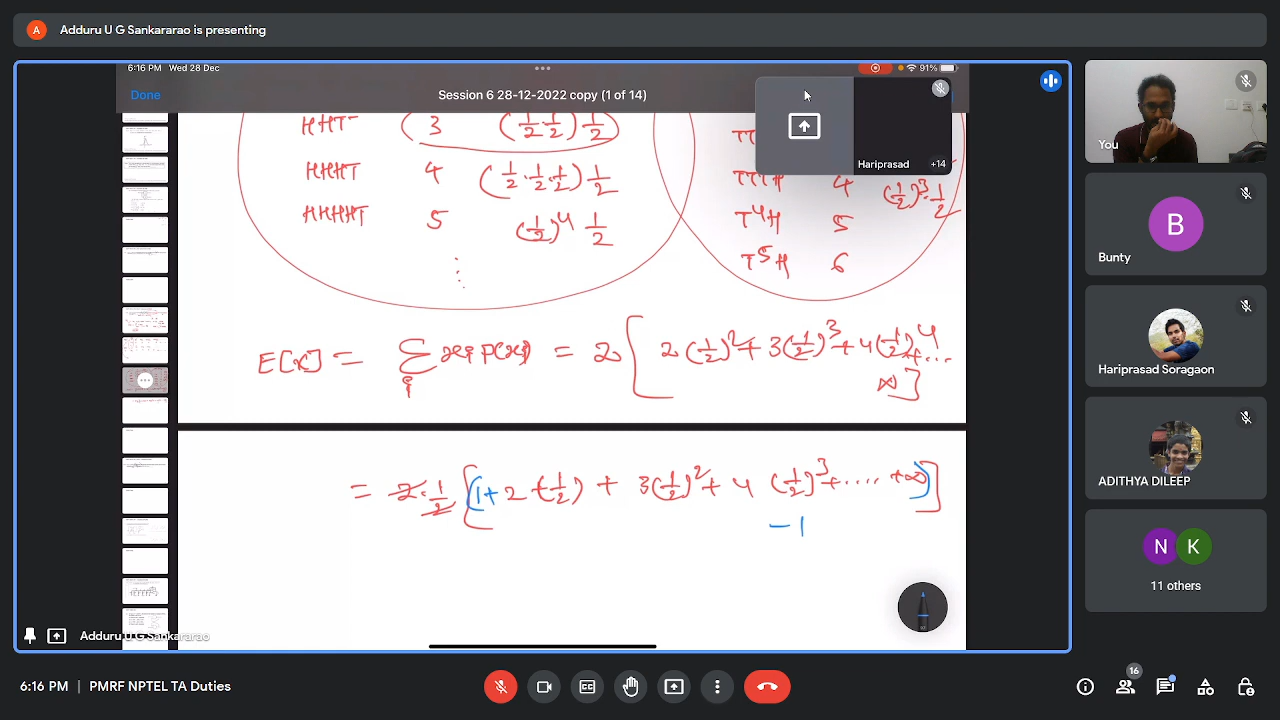 A Adduru U G Sankararao is presenting
6:16 PM Wed 28 Dec
91%
Done
Session 6 28-12-2022 copy (1 of 14)
Hariprasad +14
HHT (3 (½·½)½
HHHT 4 (½·½·½)½
HHHHT 5 (½)⁴ ½
⋮
TTTH 4 (½)³·½
T⁴H 5
T⁵H 6
E[X] = Σᵢ xᵢ P(xᵢ) = 2[2(½)²+3(½)³+4(½)⁴+...
∞]
= 2·½[(1+2·(½)+3(½)²+4(½)³+....+∞)]
-1
Adduru U G Sankararao
You
B
Bunty
Hariprasad Soraggon
ADITHYA DILEEP
N K
11 others
6:16 PM | PMRF NPTEL TA Duties
16